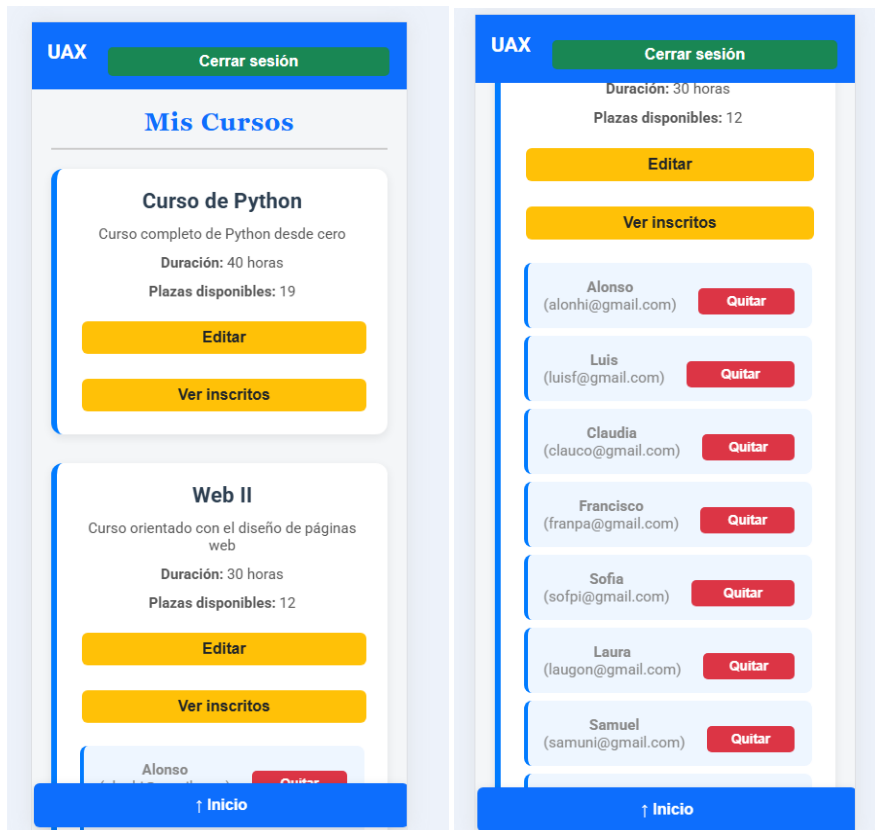 UAX
Cerrar sesión
Mis Cursos
Curso de Python
Curso completo de Python desde cero
Duración: 40 horas
Plazas disponibles: 19
Editar
Ver inscritos
Web II
Curso orientado con el diseño de páginas
web
Duración: 30 horas
Plazas disponibles: 12
Editar
Ver inscritos
Alonso
Quitar
↑ Inicio
UAX
Cerrar sesión
Duración: 30 horas
Plazas disponibles: 12
Editar
Ver inscritos
Alonso
(alonhi@gmail.com)
Quitar
Luis
(luisf@gmail.com)
Quitar
Claudia
(clauco@gmail.com)
Quitar
Francisco
(franpa@gmail.com)
Quitar
Sofia
(sofpi@gmail.com)
Quitar
Laura
(laugon@gmail.com)
Quitar
Samuel
(samuni@gmail.com)
Quitar
↑ Inicio